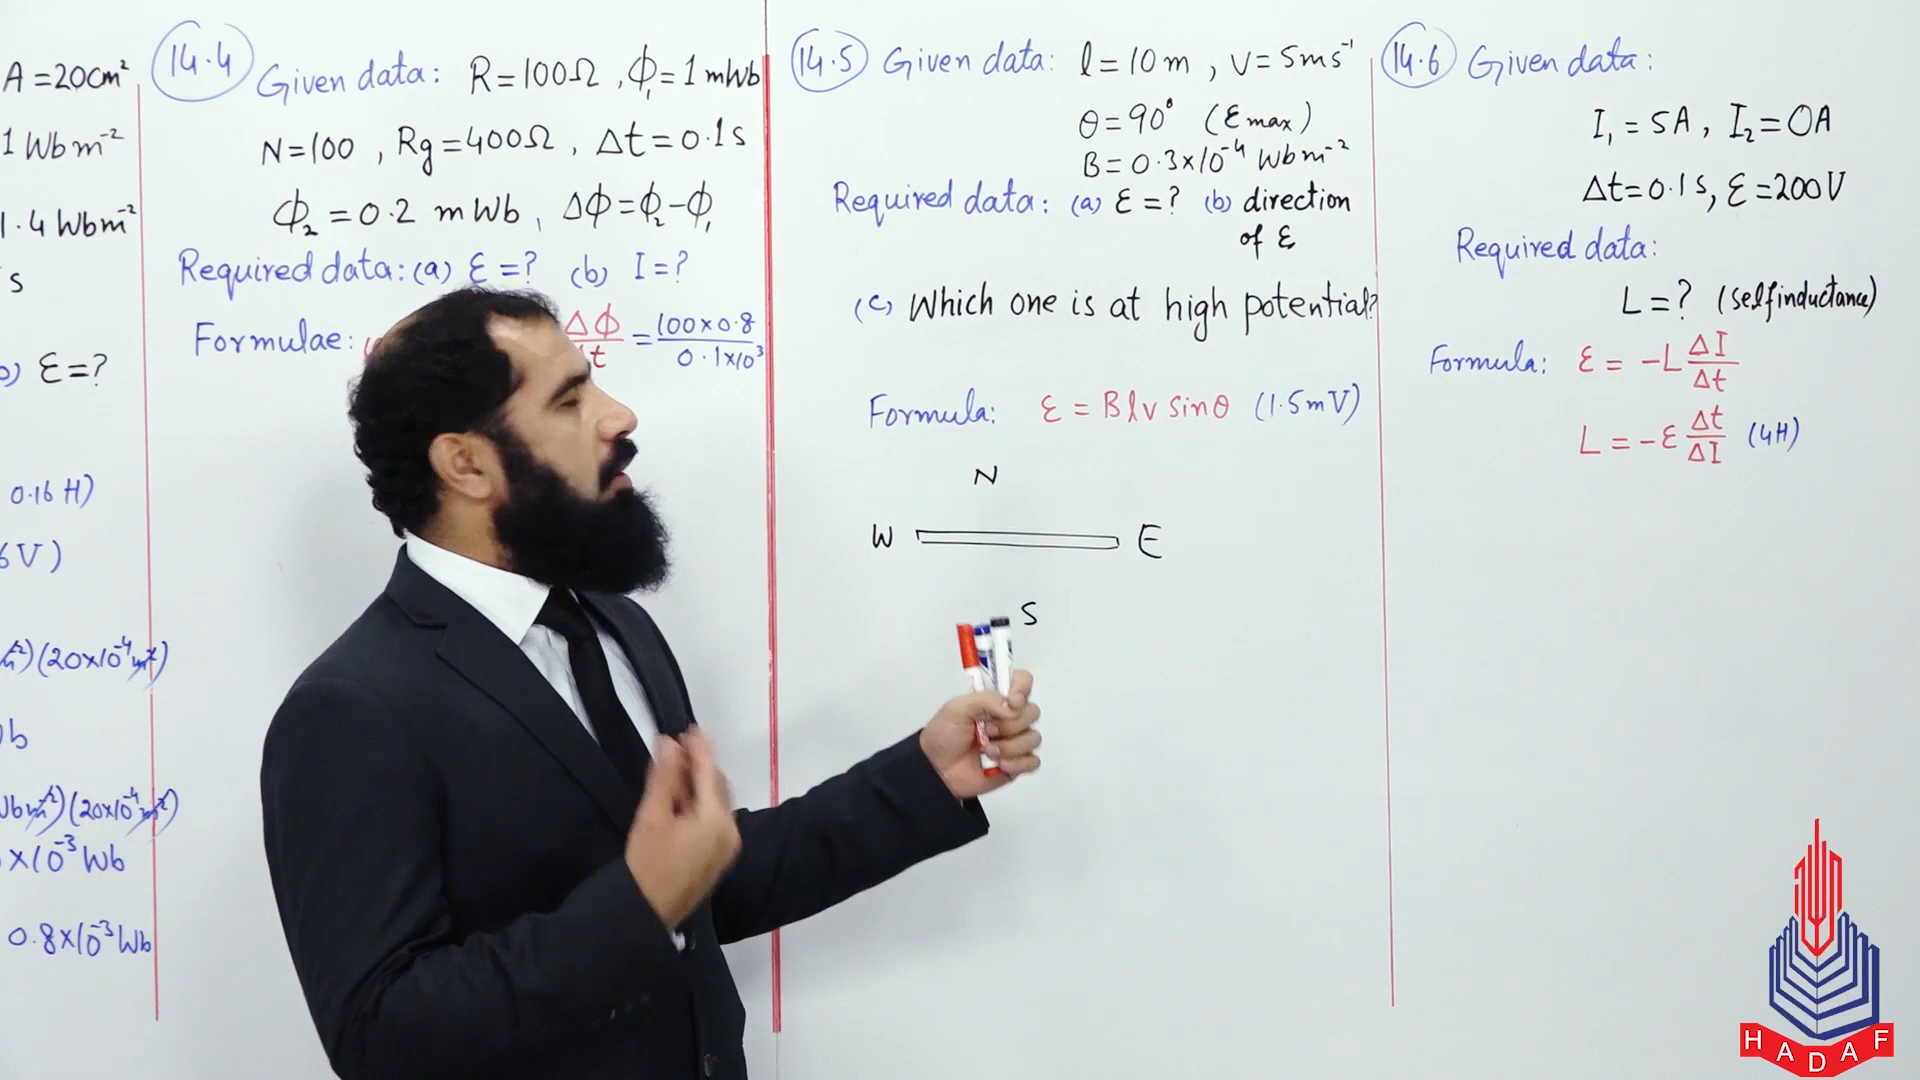 A = 20cm²
1 Wbm⁻²
1.4 Wbm⁻²
s
ε = ?
0.16 H)
6V)
(20×10⁻⁴m²)
b
Wbm⁻²)(20×10⁻⁴m²)
×10⁻³ Wb
0.8×10⁻³ Wb
14.4 Given data: R = 100Ω , ϕ₁ = 1 mWb
N = 100 , Rg = 400Ω , Δt = 0.1s
ϕ₂ = 0.2 mWb , Δϕ = ϕ₂ - ϕ₁
Required data: (a) ε = ? (b) I = ?
Formulae: Δϕ/t = 100×0.8/0.1×10³
14.5 Given data: l = 10m , v = 5ms⁻¹
θ = 90° (εmax)
B = 0.3×10⁻⁴ Wbm⁻²
Required data: (a) ε = ? (b) direction
of ε
(c) Which one is at high potential?
Formula: ε = Blv sinθ (1.5mV)
N
W E
S
14.6 Given data:
I₁ = 5A , I₂ = 0A
Δt = 0.1s, ε = 200V
Required data:
L = ? (selfinductance)
Formula: ε = -L ΔI/Δt
L = -ε Δt/ΔI (4H)
HADAF